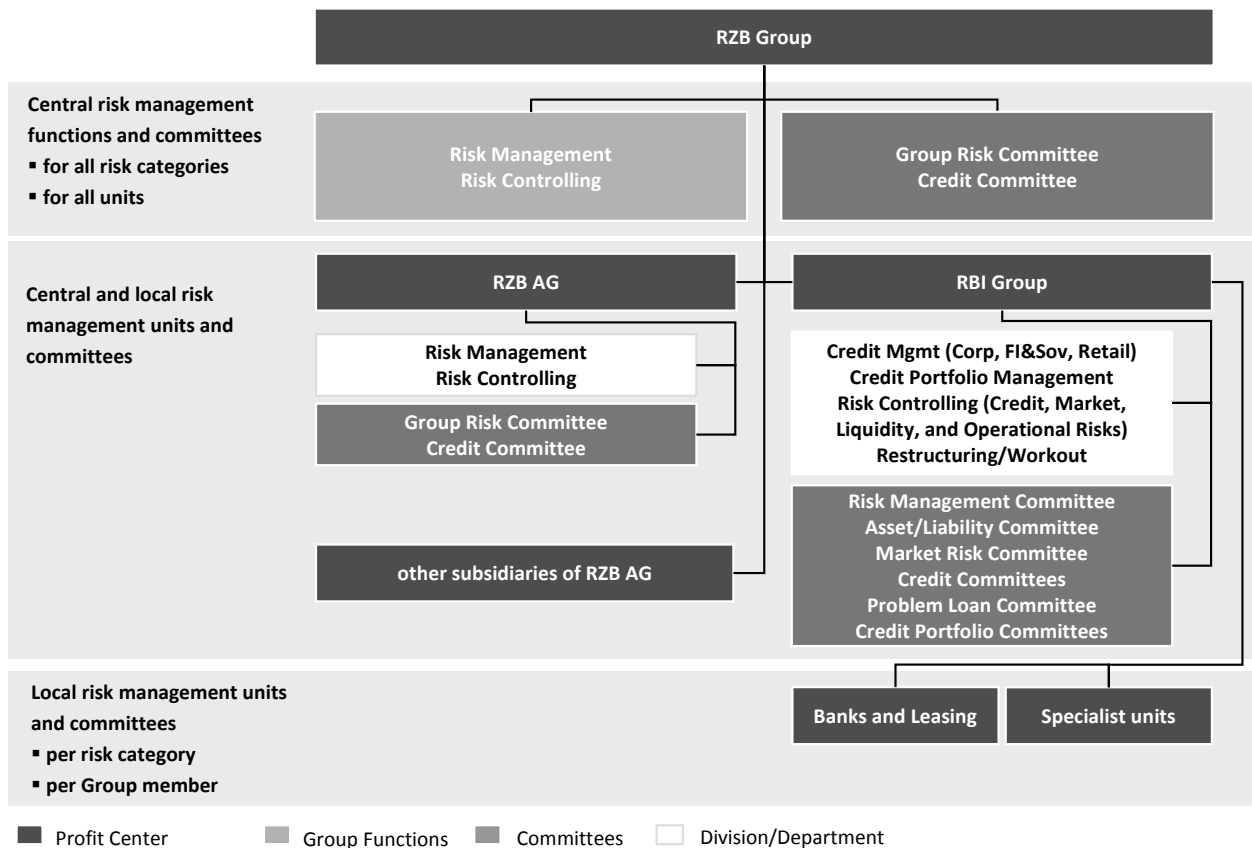 RZB Group
Central risk management
functions and committees
▪ for all risk categories
▪ for all units
Risk Management
Risk Controlling
Group Risk Committee
Credit Committee
Central and local risk
management units and
committees
RZB AG
Risk Management
Risk Controlling
Group Risk Committee
Credit Committee
other subsidiaries of RZB AG
RBI Group
Credit Mgmt (Corp, FI&Sov, Retail)
Credit Portfolio Management
Risk Controlling (Credit, Market,
Liquidity, and Operational Risks)
Restructuring/Workout
Risk Management Committee
Asset/Liability Committee
Market Risk Committee
Credit Committees
Problem Loan Committee
Credit Portfolio Committees
Local risk management units
and committees
▪ per risk category
▪ per Group member
Banks and Leasing
Specialist units
Profit Center
Group Functions
Committees
Division/Department